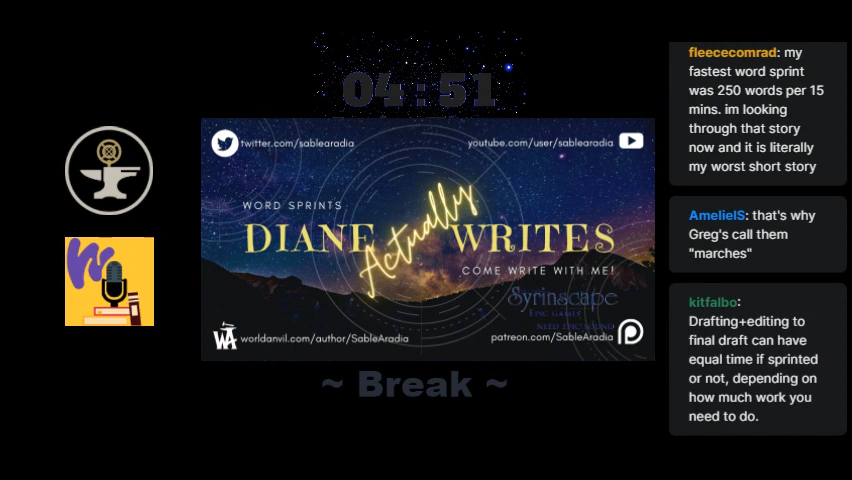 04:51
twitter.com/sablearadia
youtube.com/user/sablearadia
WORD SPRINTS
DIANE Actually WRITES
COME WRITE WITH ME!
Syrinscape
EPIC GAMES
NEED EPIC SOUND
WA worldanvil.com/author/SableAradia
patreon.com/SableAradia
~ Break ~
fleececomrad: my
fastest word sprint
was 250 words per 15
mins. im looking
through that story
now and it is literally
my worst short story
AmelieIS: that's why
Greg's call them
"marches"
kitfalbo:
Drafting+editing to
final draft can have
equal time if sprinted
or not, depending on
how much work you
need to do.